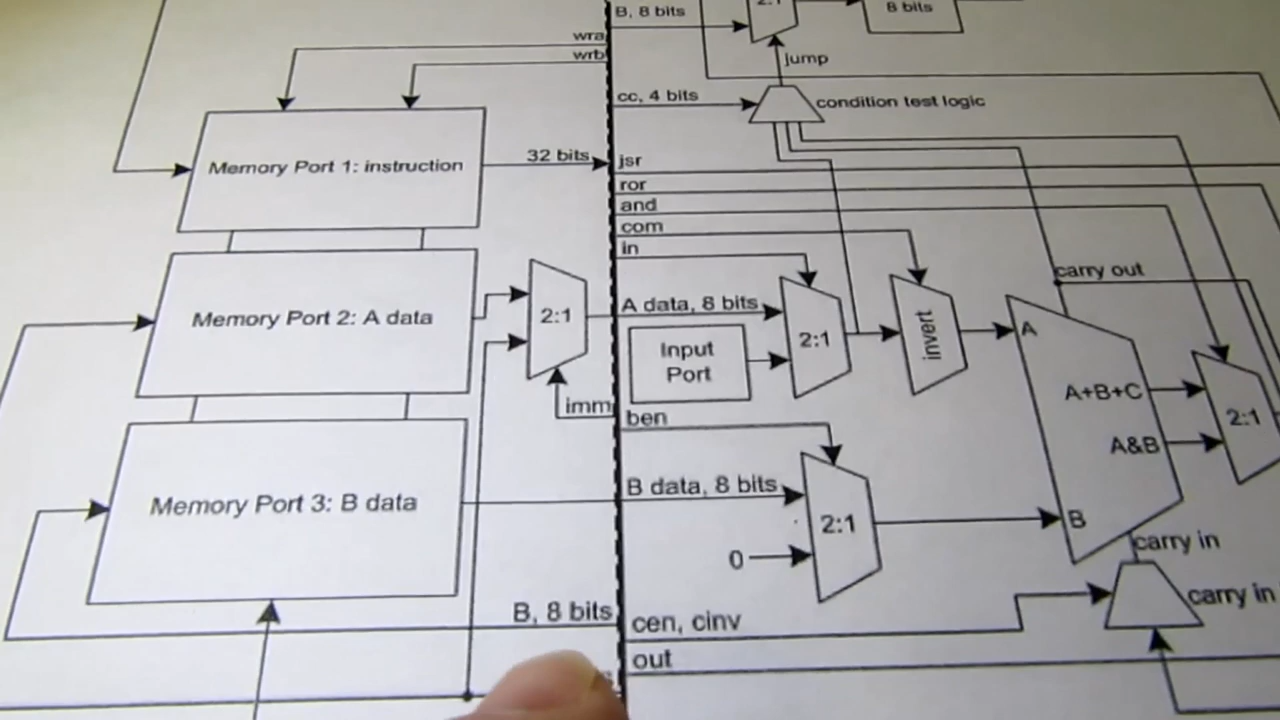 B, 8 bits
2:1
8 bits
wra
wrb
jump
cc, 4 bits
condition test logic
Memory Port 1: instruction
32 bits
jsr
ror
and
com
in
carry out
Memory Port 2: A data
2:1
A data, 8 bits
2:1
invert
A
Input
Port
A+B+C
2:1
imm
ben
A&B
Memory Port 3: B data
B data, 8 bits
2:1
B
0
carry in
B, 8 bits
cen, cinv
carry in
out